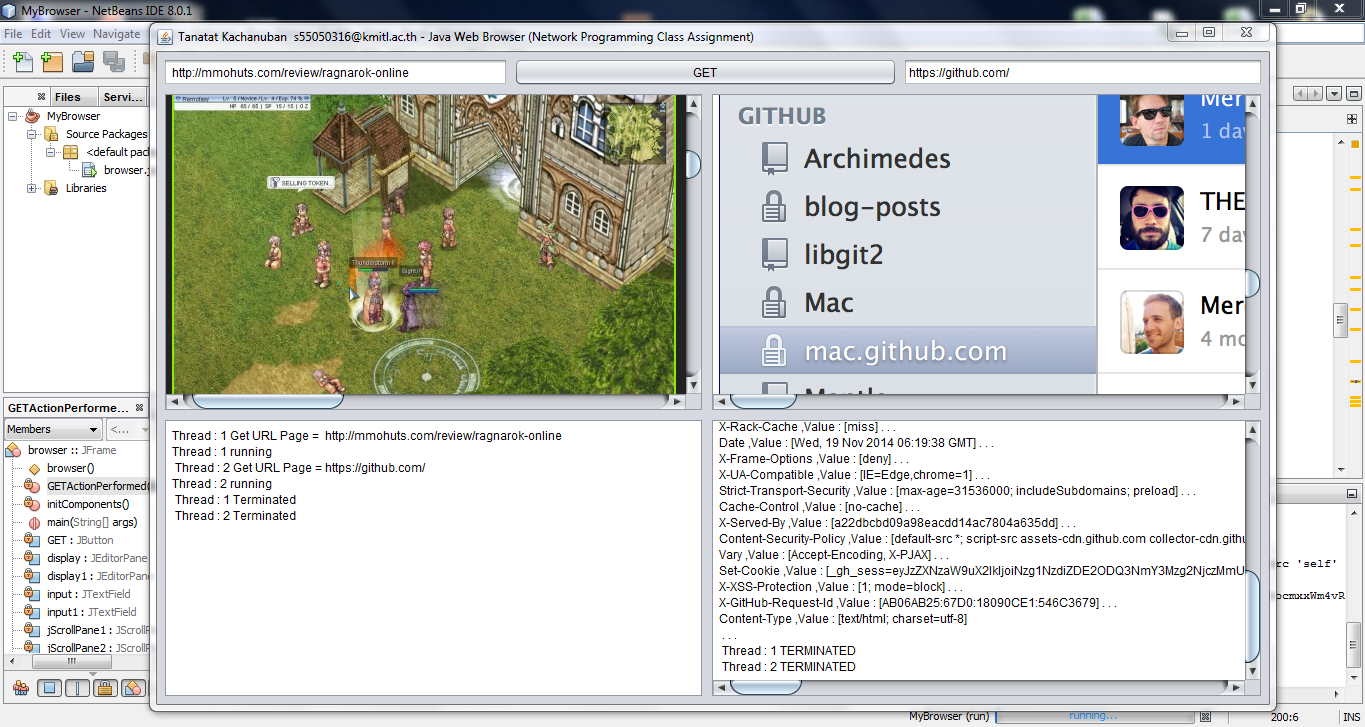 MyBrowser - NetBeans IDE 8.0.1
File Edit View Navigate
Tanatat Kachanuban s55050316@kmitl.ac.th - Java Web Browser (Network Programming Class Assignment)
http://mmohuts.com/review/ragnarok-online
GET
https://github.com/
Files
Servi...
MyBrowser
Source Packages
<default pac
browser.j
Libraries
SELLING TOKEN
GITHUB
Archimedes
blog-posts
libgit2
Mac
mac.github.com
Mantle
Mer
1 da
THE
7 da
Mer
4 mo
GETActionPerforme...
Members
<...
browser :: JFrame
browser()
GETActionPerformed(
initComponents()
main(String[] args)
GET : JButton
display : JEditorPane
display1 : JEditorPane
input : JTextField
input1 : JTextField
jScrollPane1 : JScrollP
jScrollPane2 : JScrollP
Thread : 1 Get URL Page = http://mmohuts.com/review/ragnarok-online
Thread : 1 running
Thread : 2 Get URL Page = https://github.com/
Thread : 2 running
Thread : 1 Terminated
Thread : 2 Terminated
X-Rack-Cache ,Value : [miss] . . .
Date ,Value : [Wed, 19 Nov 2014 06:19:38 GMT] . . .
X-Frame-Options ,Value : [deny] . . .
X-UA-Compatible ,Value : [IE=Edge,chrome=1] . . .
Strict-Transport-Security ,Value : [max-age=31536000; includeSubdomains; preload] . . .
Cache-Control ,Value : [no-cache] . . .
X-Served-By ,Value : [a22dbcbd09a98eacdd14ac7804a635dd] . . .
Content-Security-Policy ,Value : [default-src *; script-src assets-cdn.github.com collector-cdn.githu
Vary ,Value : [Accept-Encoding, X-PJAX] . . .
Set-Cookie ,Value : [_gh_sess=eyJzZXNzaW9uX2lkIjoiNzg1NzdiZDE2ODQ3NmY3Mzg2NjczMmU
X-XSS-Protection ,Value : [1; mode=block] . . .
X-GitHub-Request-Id ,Value : [AB06AB25:67D0:18090CE1:546C3679] . . .
Content-Type ,Value : [text/html; charset=utf-8]
. . .
Thread : 1 TERMINATED
Thread : 2 TERMINATED
rc 'self'
ocmxxWm4vR
MyBrowser (run)
running...
200:6
INS